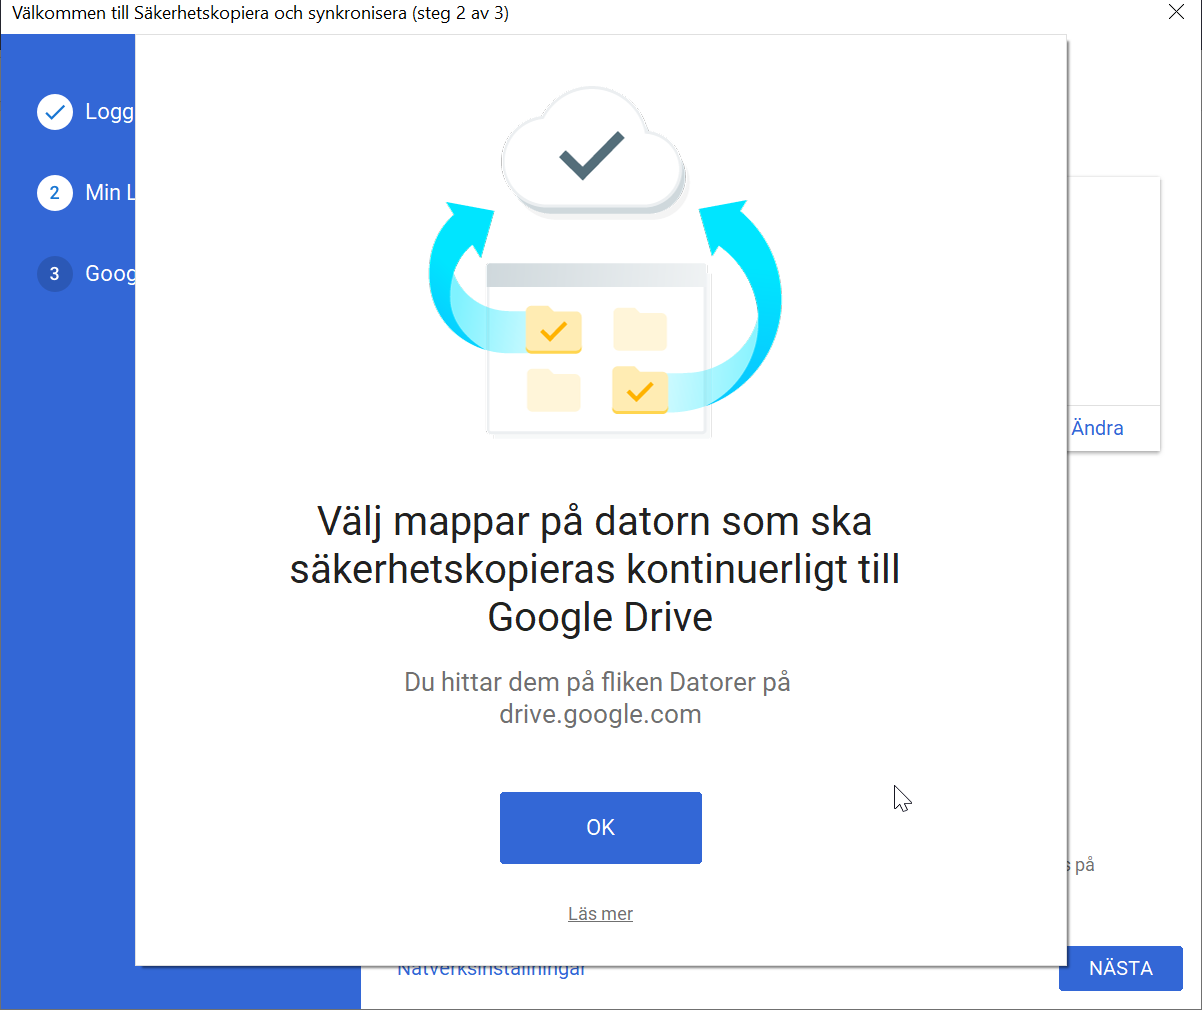 Välkommen till Säkerhetskopiera och synkronisera (steg 2 av 3)
Logg
2 Min L
3 Goog
Ändra
Välj mappar på datorn som ska
säkerhetskopieras kontinuerligt till
Google Drive
Du hittar dem på fliken Datorer på
drive.google.com
OK
s på
Läs mer
Nätverksinställningar
NÄSTA